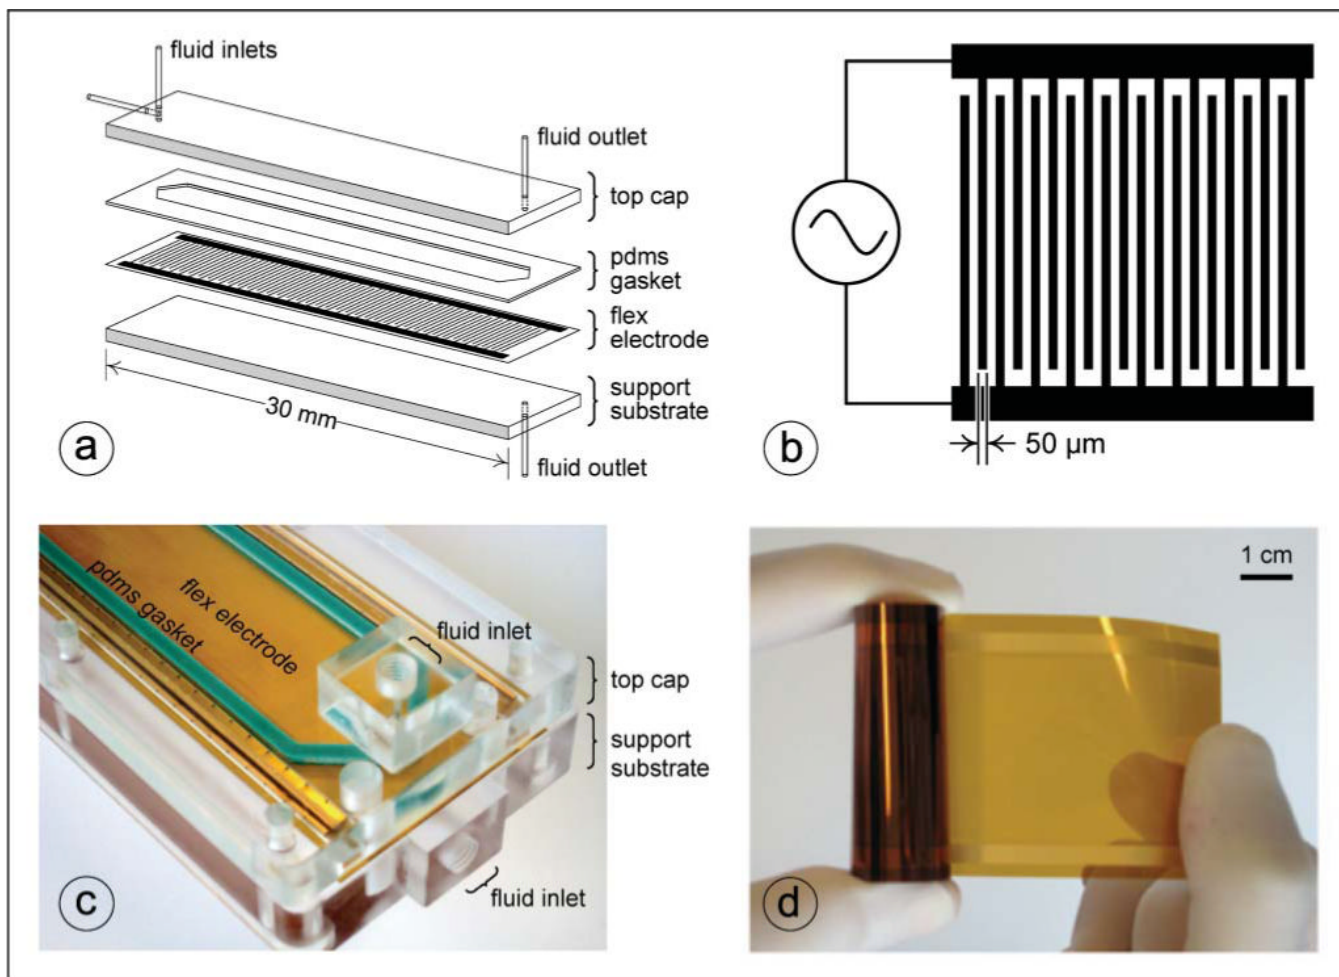 fluid inlets
fluid outlet
top cap
pdms
gasket
flex
electrode
support
substrate
30 mm
fluid outlet
a
50 µm
b
pdms gasket
flex electrode
fluid inlet
top cap
support
substrate
fluid inlet
c
1 cm
d